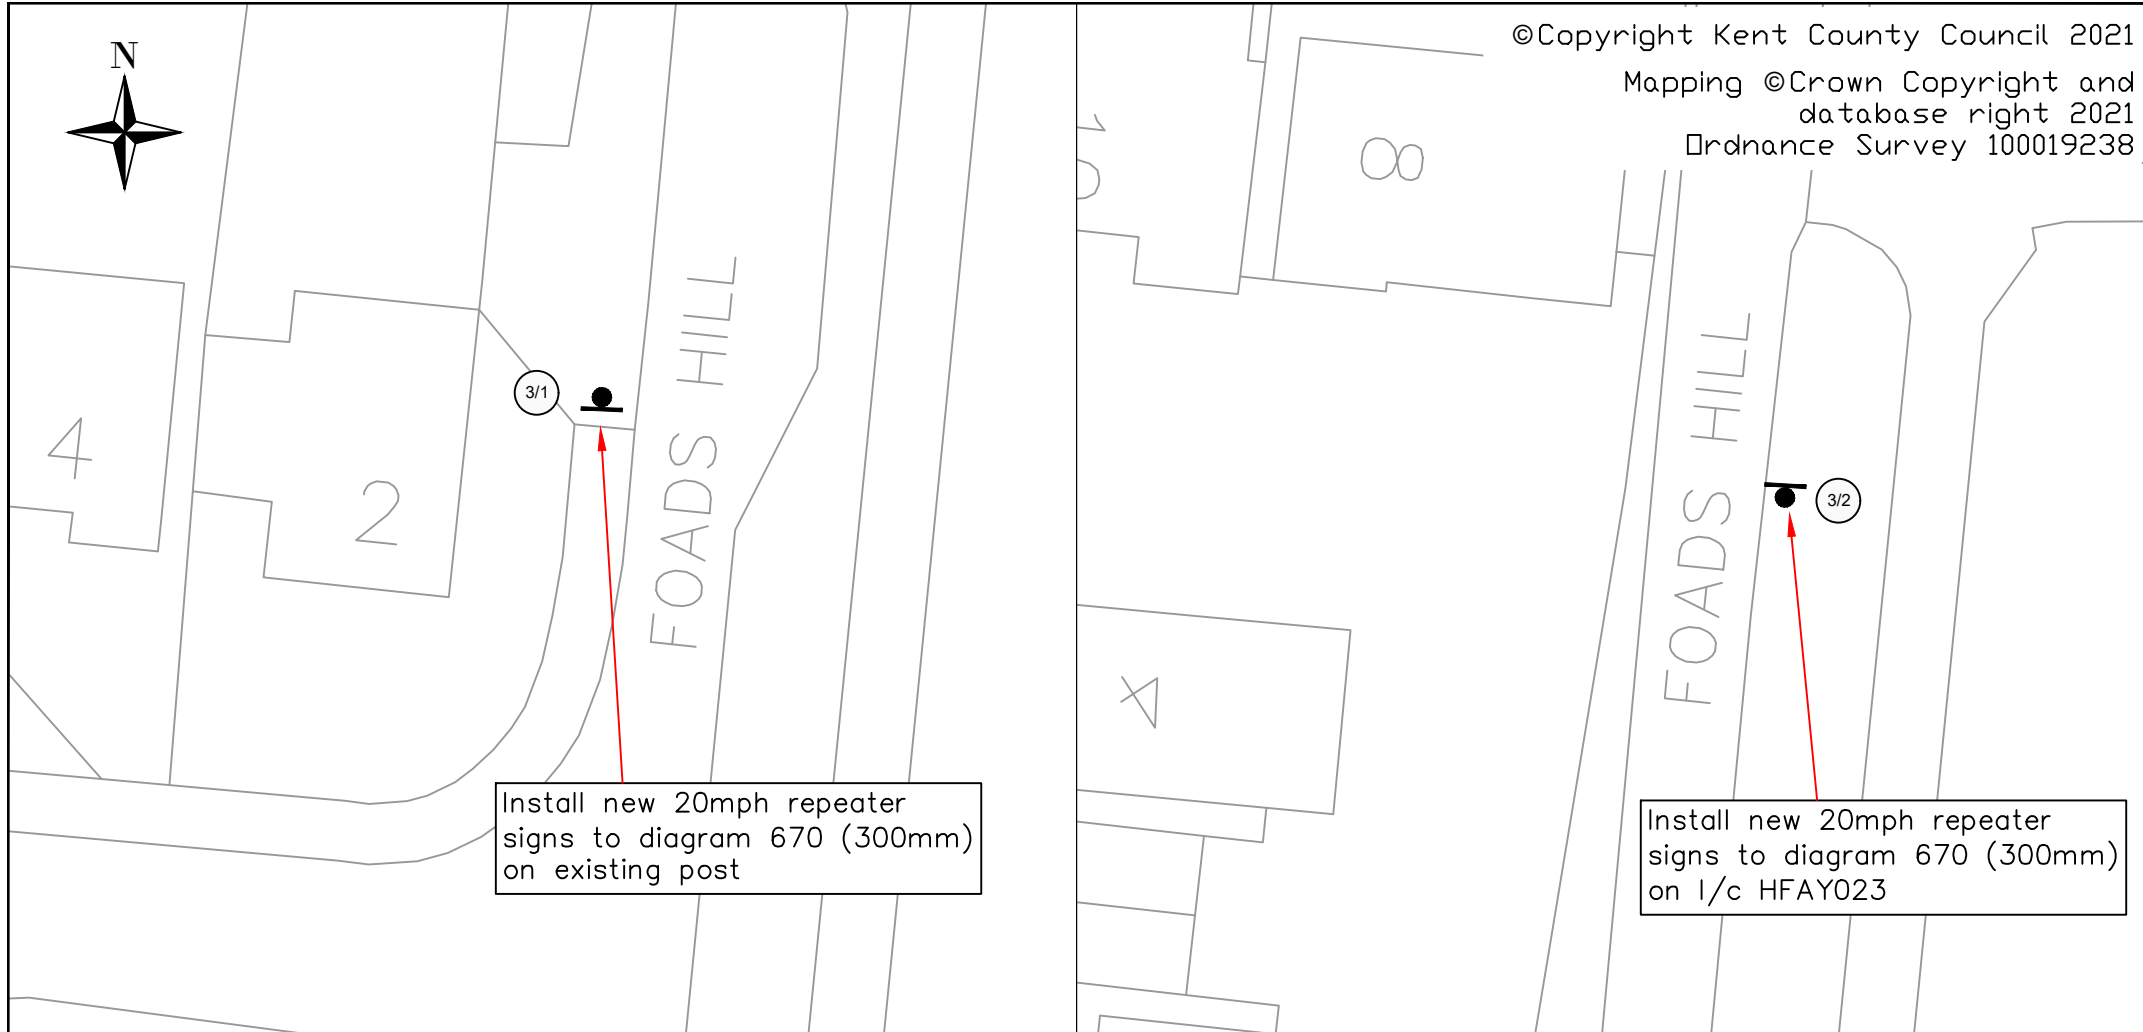 N
4
2
3/1
FOADS HILL
Install new 20mph repeater
signs to diagram 670 (300mm)
on existing post
©Copyright Kent County Council 2021
Mapping ©Crown Copyright and
database right 2021
Ordnance Survey 100019238
8
FOADS HILL
3/2
4
Install new 20mph repeater
signs to diagram 670 (300mm)
on l/c HFAY023